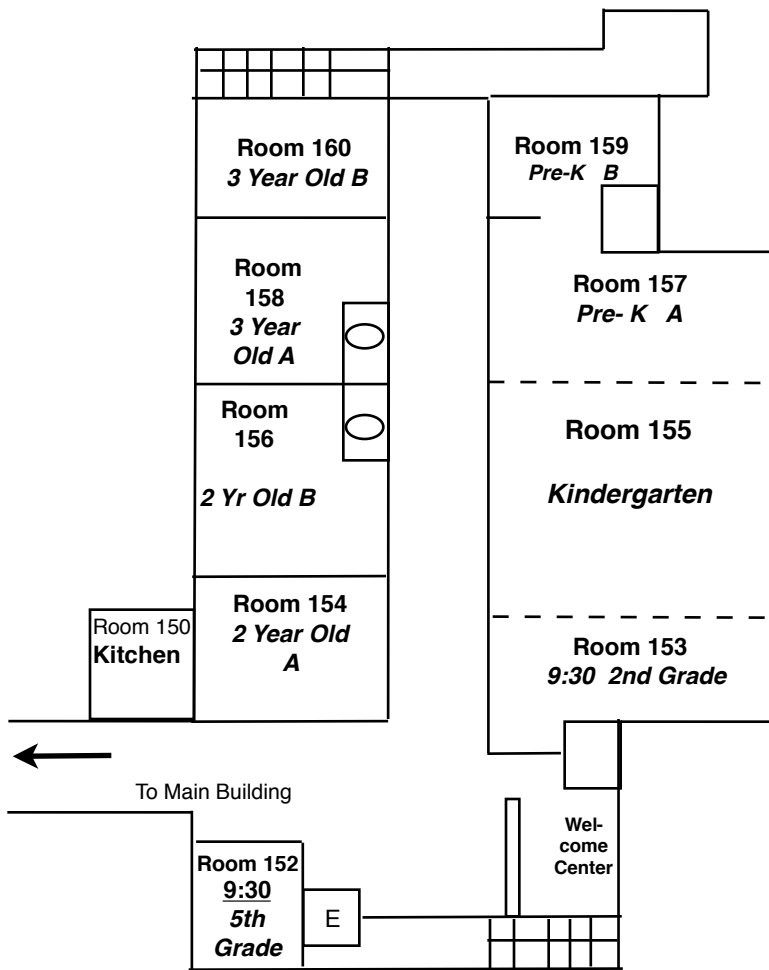 Room 160
3 Year Old B
Room 159
Pre-K B
Room
158
3 Year
Old A
Room 157
Pre- K A
Room
156
2 Yr Old B
Room 155
Kindergarten
Room 154
2 Year Old
A
Room 150
Kitchen
Room 153
9:30 2nd Grade
To Main Building
Wel-
come
Center
Room 152
9:30
5th
Grade
E